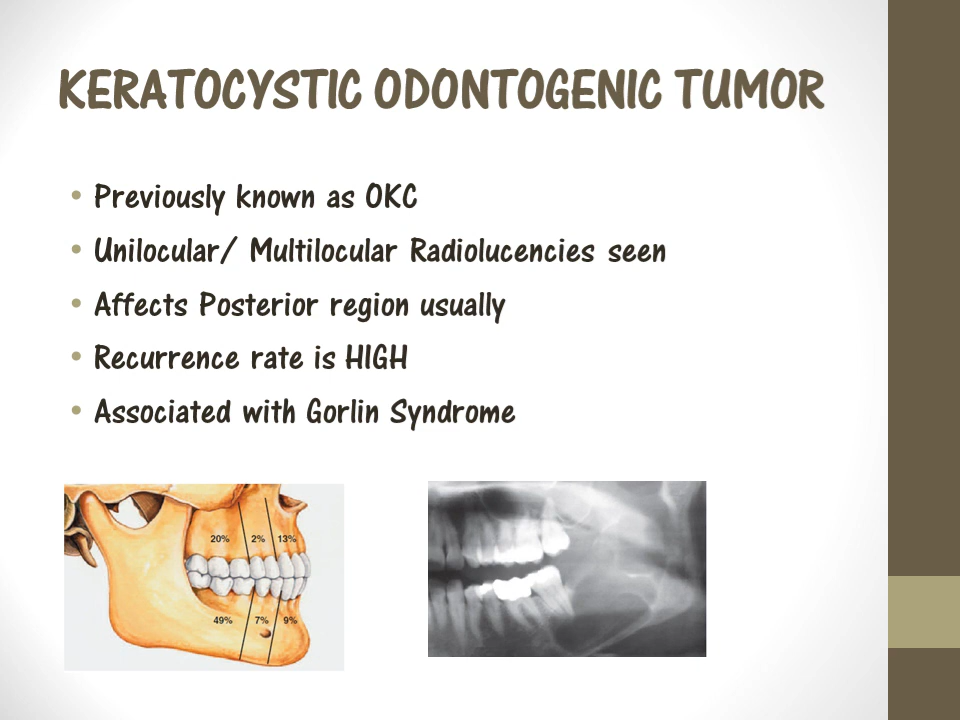 KERATOCYSTIC ODONTOGENIC TUMOR
• Previously known as OKC
• Unilocular/ Multilocular Radiolucencies seen
• Affects Posterior region usually
• Recurrence rate is HIGH
• Associated with Gorlin Syndrome
20% 2% 13%
49% 7% 9%